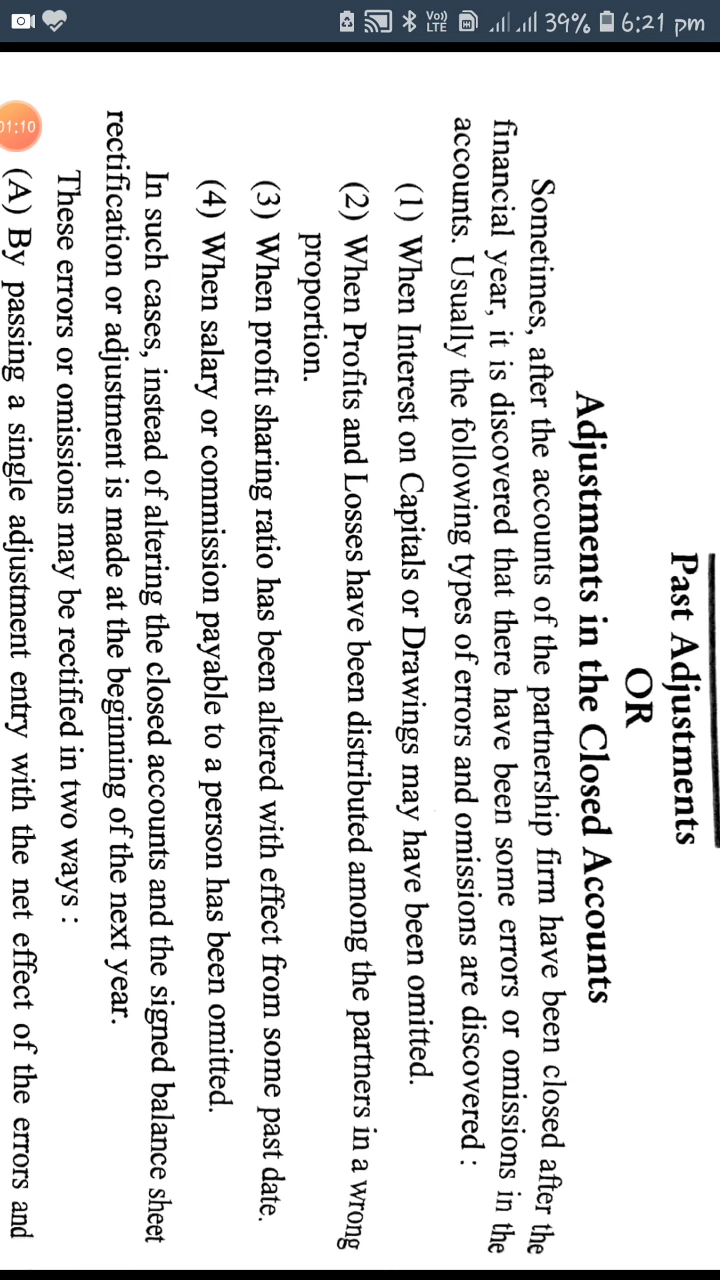 Vo))
LTE
39%
6:21 pm
01:10
Past Adjustments
OR
Adjustments in the Closed Accounts
Sometimes, after the accounts of the partnership firm have been closed after the
financial year, it is discovered that there have been some errors or omissions in the
accounts. Usually the following types of errors and omissions are discovered :
(1) When Interest on Capitals or Drawings may have been omitted.
(2) When Profits and Losses have been distributed among the partners in a wrong
proportion.
(3) When profit sharing ratio has been altered with effect from some past date.
(4) When salary or commission payable to a person has been omitted.
In such cases, instead of altering the closed accounts and the signed balance sheet
rectification or adjustment is made at the beginning of the next year.
These errors or omissions may be rectified in two ways :
(A) By passing a single adjustment entry with the net effect of the errors and